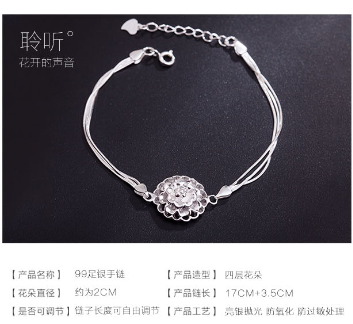 聆听°
花开的声音
【产品名称】 99足银手链
【产品造型】 四层花朵
【花朵直径】 约为2CM
【产品链长】 17CM+3.5CM
【是否可调节】 链子长度可自由调节
【产品工艺】 亮银抛光 防氧化 防过敏处理